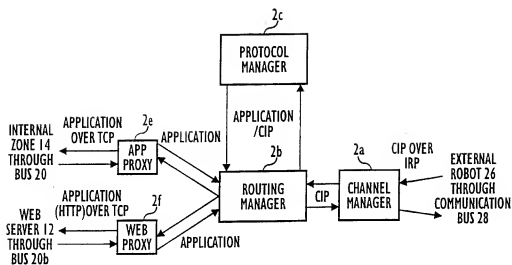 2c
PROTOCOL
MANAGER
2e
APPLICATION
OVER TCP
INTERNAL
ZONE 14
THROUGH
BUS 20
APP
PROXY
APPLICATION
APPLICATION
/CIP
2b
ROUTING
MANAGER
2a
CHANNEL
MANAGER
CIP
CIP OVER
IRP
EXTERNAL
ROBOT 26
THROUGH
COMMUNICATION
BUS 28
APPLICATION
(HTTP)OVER TCP
2f
WEB
SERVER 12
THROUGH
BUS 20b
WEB
PROXY
APPLICATION